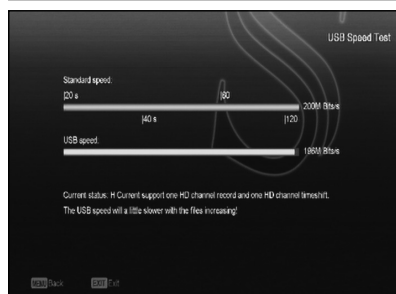 USB Speed Test
Standard speed:
|20 s |80
200M Bits/s
|40 s |120
USB speed:
196M Bits/s
Current status: H Current support one HD channel record and one HD channel timeshift.
The USB speed will a little slower with the files increasing!
MENU Back EXIT Exit